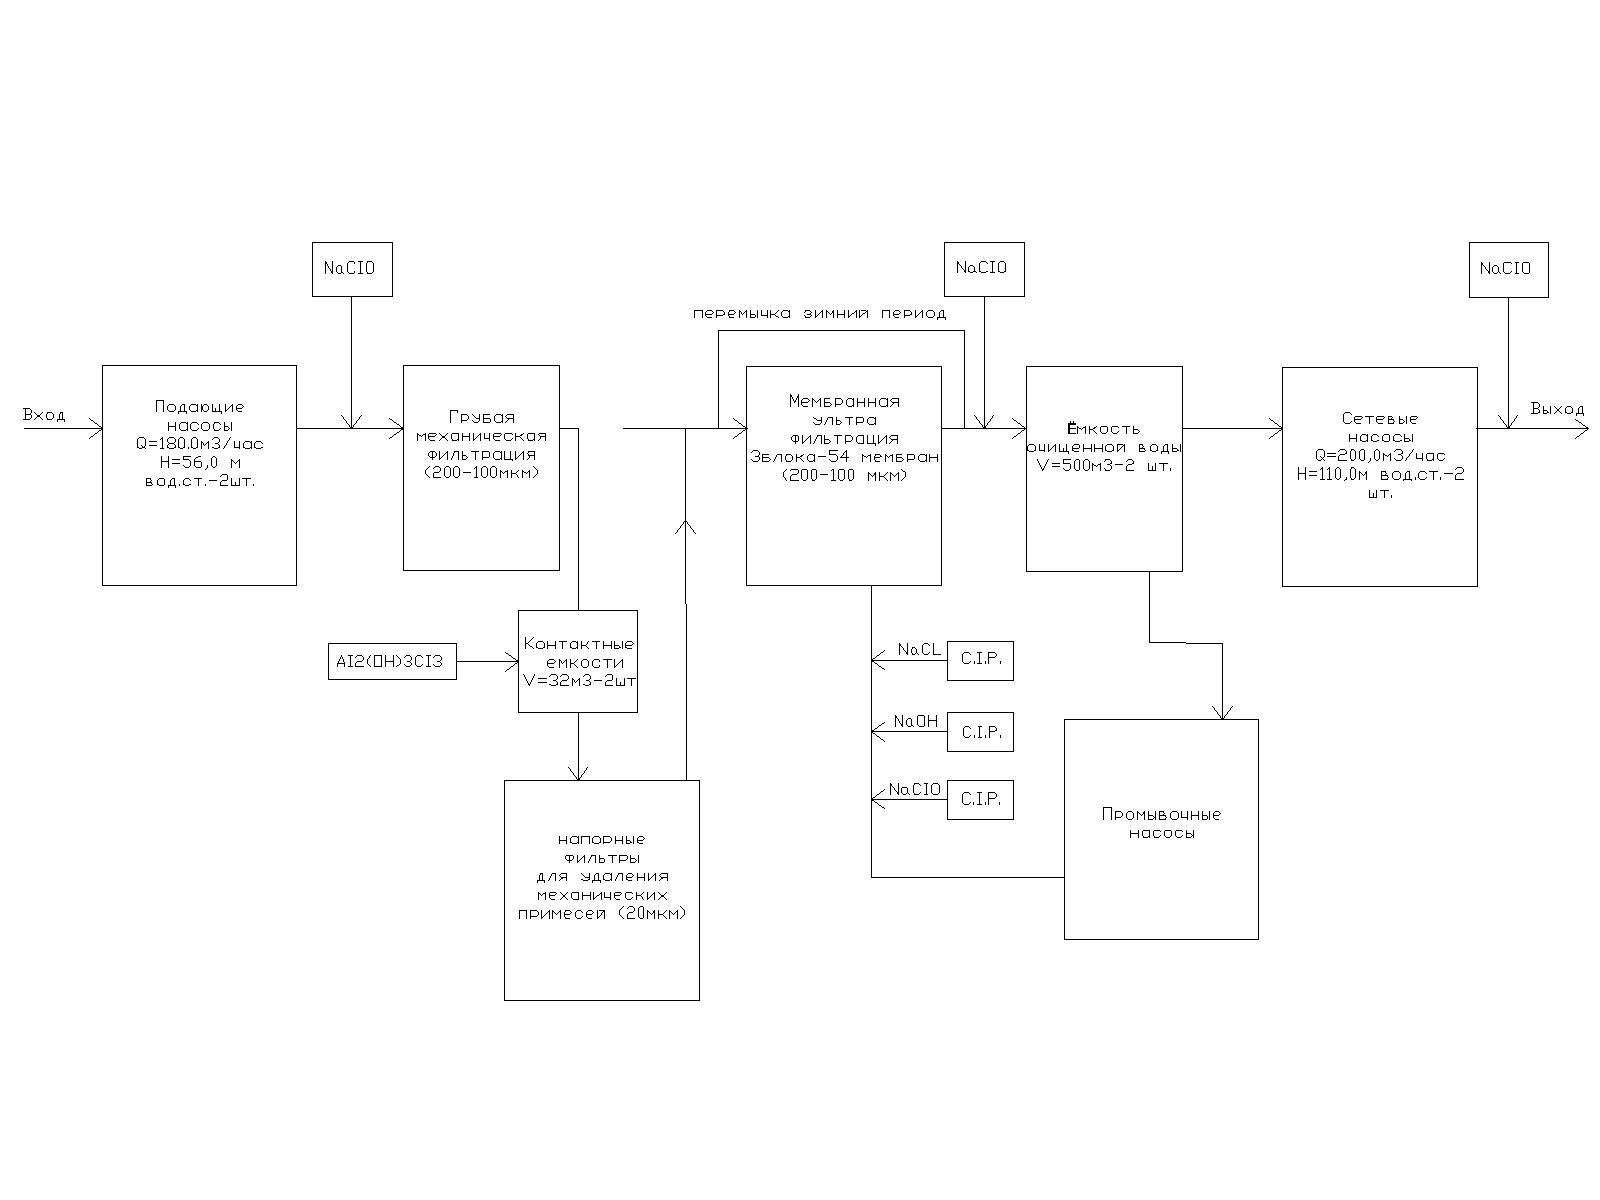 NaClO
NaClO
NaClO
перемычка зимний период
Вход
Подающие
насосы
Q=180.0м3/час
Н=56,0 м
вод.ст.-2шт.
Грубая
механическая
фильтрация
(200-100мкм)
Мембранная
ультра
фильтрация
3блока-54 мембран
(200-100 мкм)
Ёмкость
очищенной воды
V=500м3-2 шт.
Сетевые
насосы
Q=200,0м3/час
Н=110,0м вод.ст.-2
шт.
Выход
Al2(OH)3Cl3
Контактные
емкости
V=32м3-2шт
NaCL
C.I.P.
NaOH
C.I.P.
NaClO
C.I.P.
напорные
фильтры
для удаления
механических
примесей (20мкм)
Промывочные
насосы